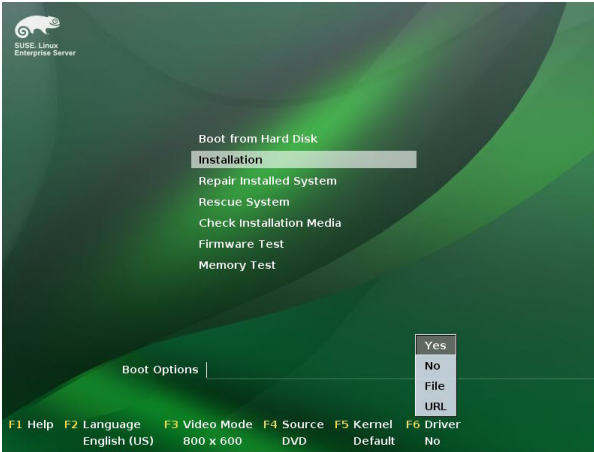 SUSE. Linux
Enterprise Server
Boot from Hard Disk
Installation
Repair Installed System
Rescue System
Check Installation Media
Firmware Test
Memory Test
Yes
No
File
URL
Boot Options
F1 Help F2 Language F3 Video Mode F4 Source F5 Kernel F6 Driver
English (US) 800 x 600 DVD Default No